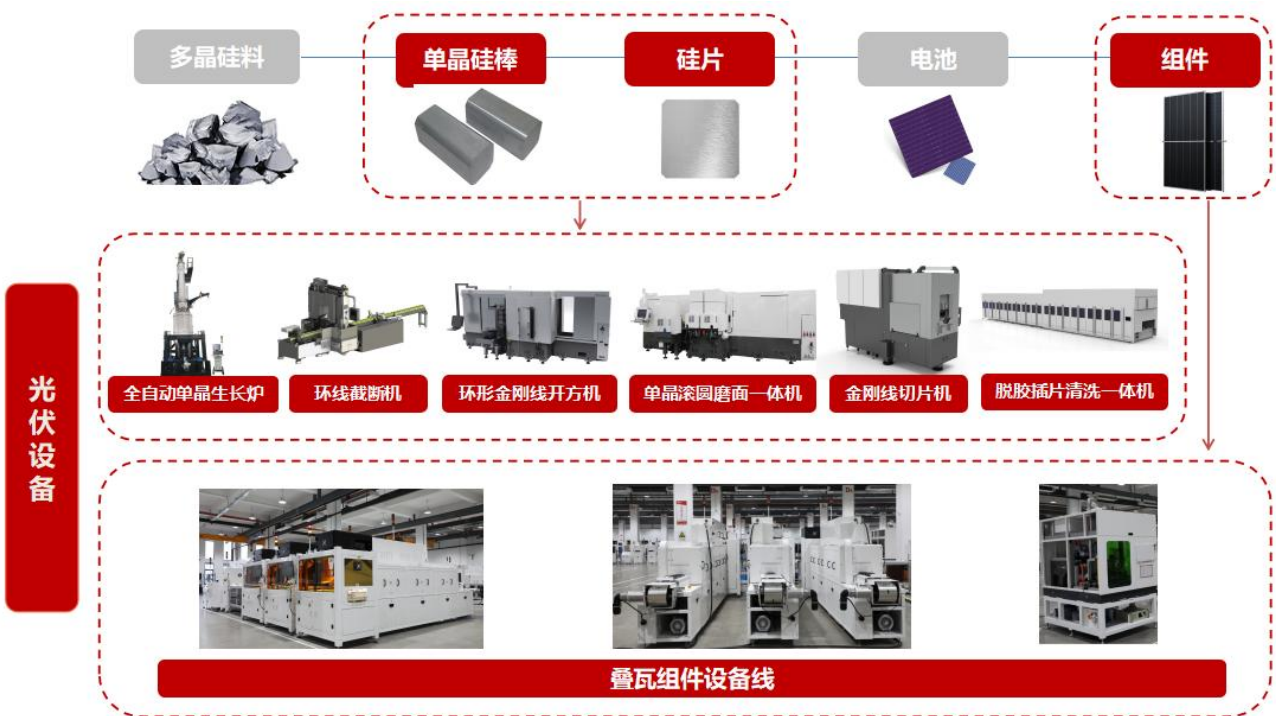 多晶硅料
单晶硅棒
硅片
电池
组件
光伏设备
全自动单晶生长炉
环线截断机
环形金刚线开方机
单晶滚圆磨面一体机
金刚线切片机
脱胶插片清洗一体机
叠瓦组件设备线